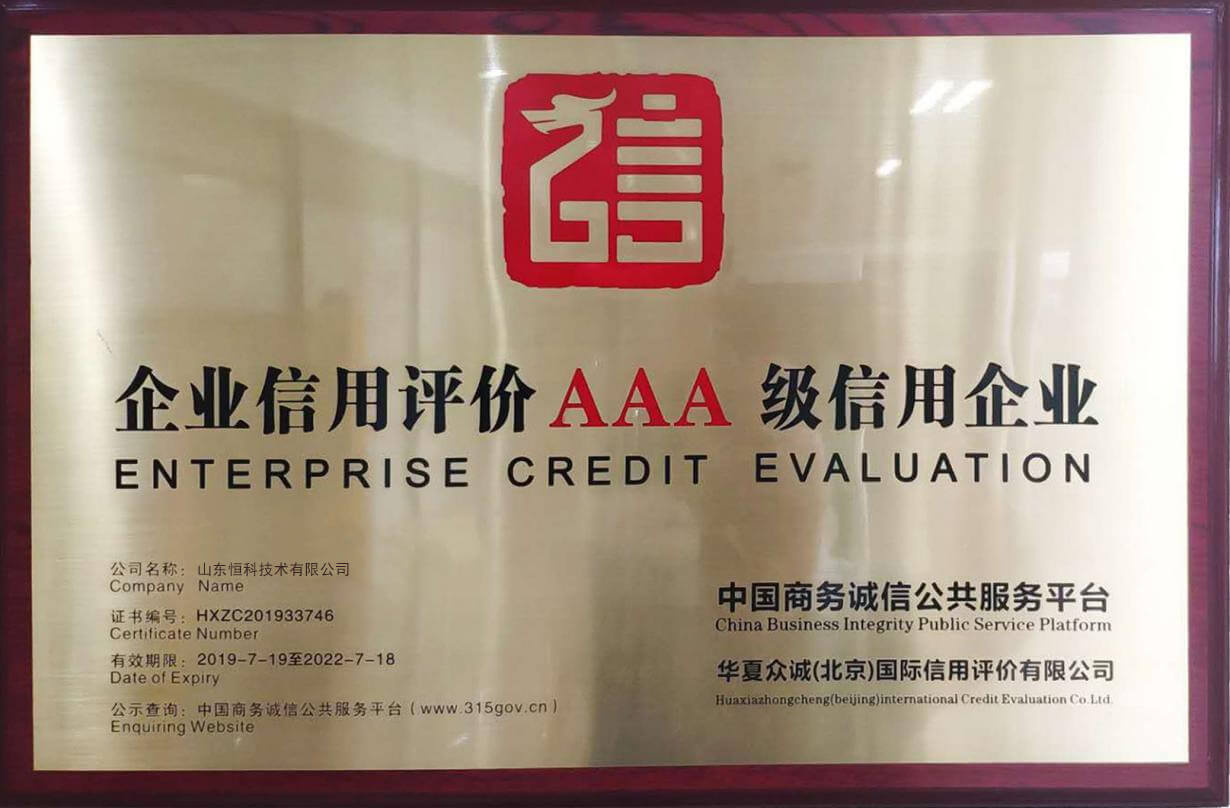 信
企业信用评价AAA级信用企业
ENTERPRISE CREDIT EVALUATION
公司名称：山东恒科技术有限公司
Company Name
证书编号：HXZC201933746
Certificate Number
有效期限：2019-7-19至2022-7-18
Date of Expiry
公示查询：中国商务诚信公共服务平台（www.315gov.cn）
Enquiring Website
中国商务诚信公共服务平台
China Business Integrity Public Service Platform
华夏众诚(北京)国际信用评价有限公司
Huaxiazhongcheng(beijing)international Credit Evaluation Co.Ltd.